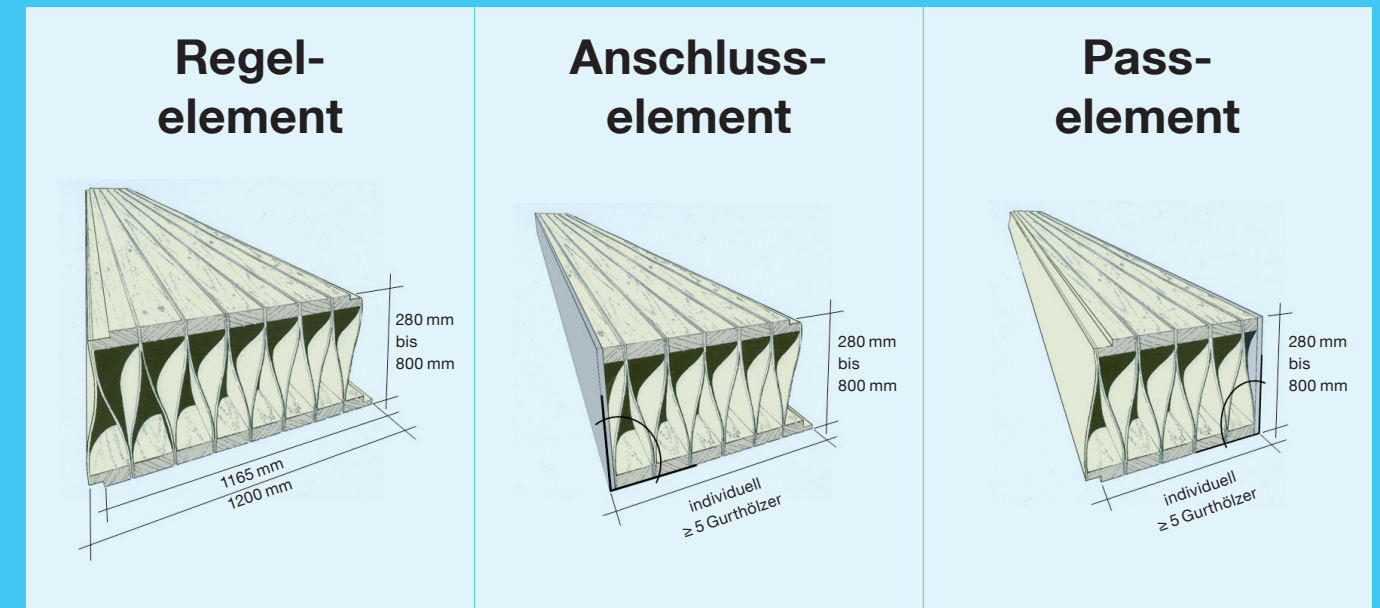 Regel-
element
280 mm
bis
800 mm
1165 mm
1200 mm
Anschluss-
element
280 mm
bis
800 mm
individuell
≥ 5 Gurthölzer
Pass-
element
280 mm
bis
800 mm
individuell
≥ 5 Gurthölzer